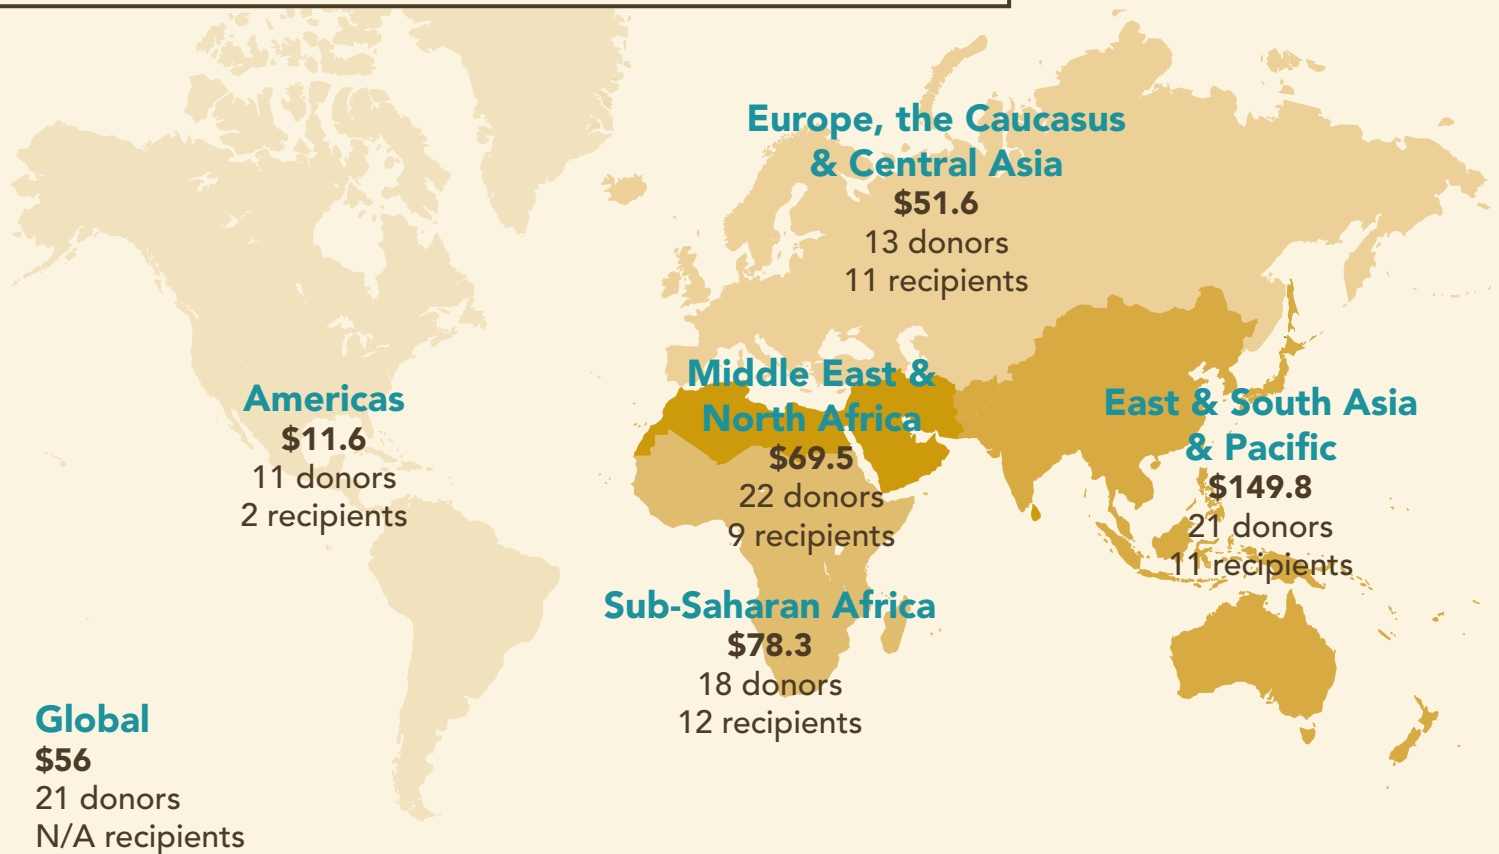 Europe, the Caucasus
& Central Asia
$51.6
13 donors
11 recipients
Middle East &
North Africa
$69.5
22 donors
9 recipients
Americas
$11.6
11 donors
2 recipients
East & South Asia
& Pacific
$149.8
21 donors
11 recipients
Sub-Saharan Africa
$78.3
18 donors
12 recipients
Global
$56
21 donors
N/A recipients